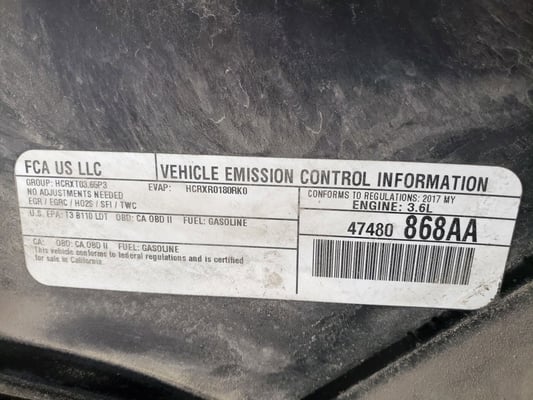 FCA US LLC
VEHICLE EMISSION CONTROL INFORMATION
GROUP: HCRXT03.65P3
EVAP: HCRXR0180RK0
NO ADJUSTMENTS NEEDED
EGR / EGRC / HO2S / SFI / TWC
CONFORMS TO REGULATIONS: 2017 MY
ENGINE: 3.6L
U.S. EPA: T3 B110 LDT OBD: CA OBD II FUEL: GASOLINE
47480 868AA
CA: OBD: CA OBD II FUEL: GASOLINE
This vehicle conforms to federal regulations and is certified
for sale in California.